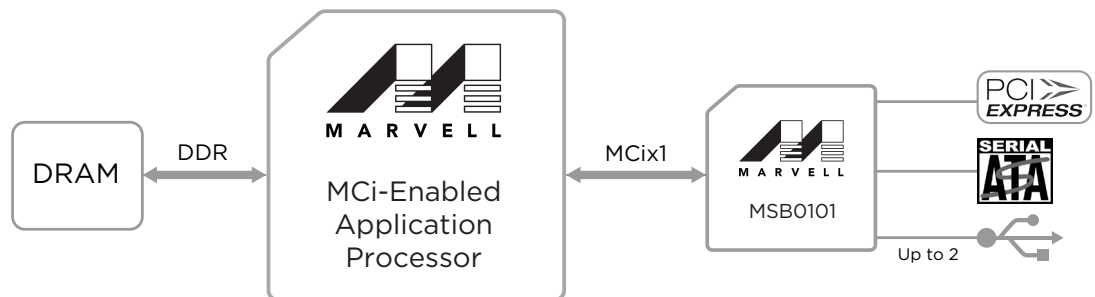 DRAM
DDR
MARVELL
MCi-Enabled
Application
Processor
MCix1
MARVELL
MSB0101
PCI
EXPRESS
SERIAL
ATA
Up to 2